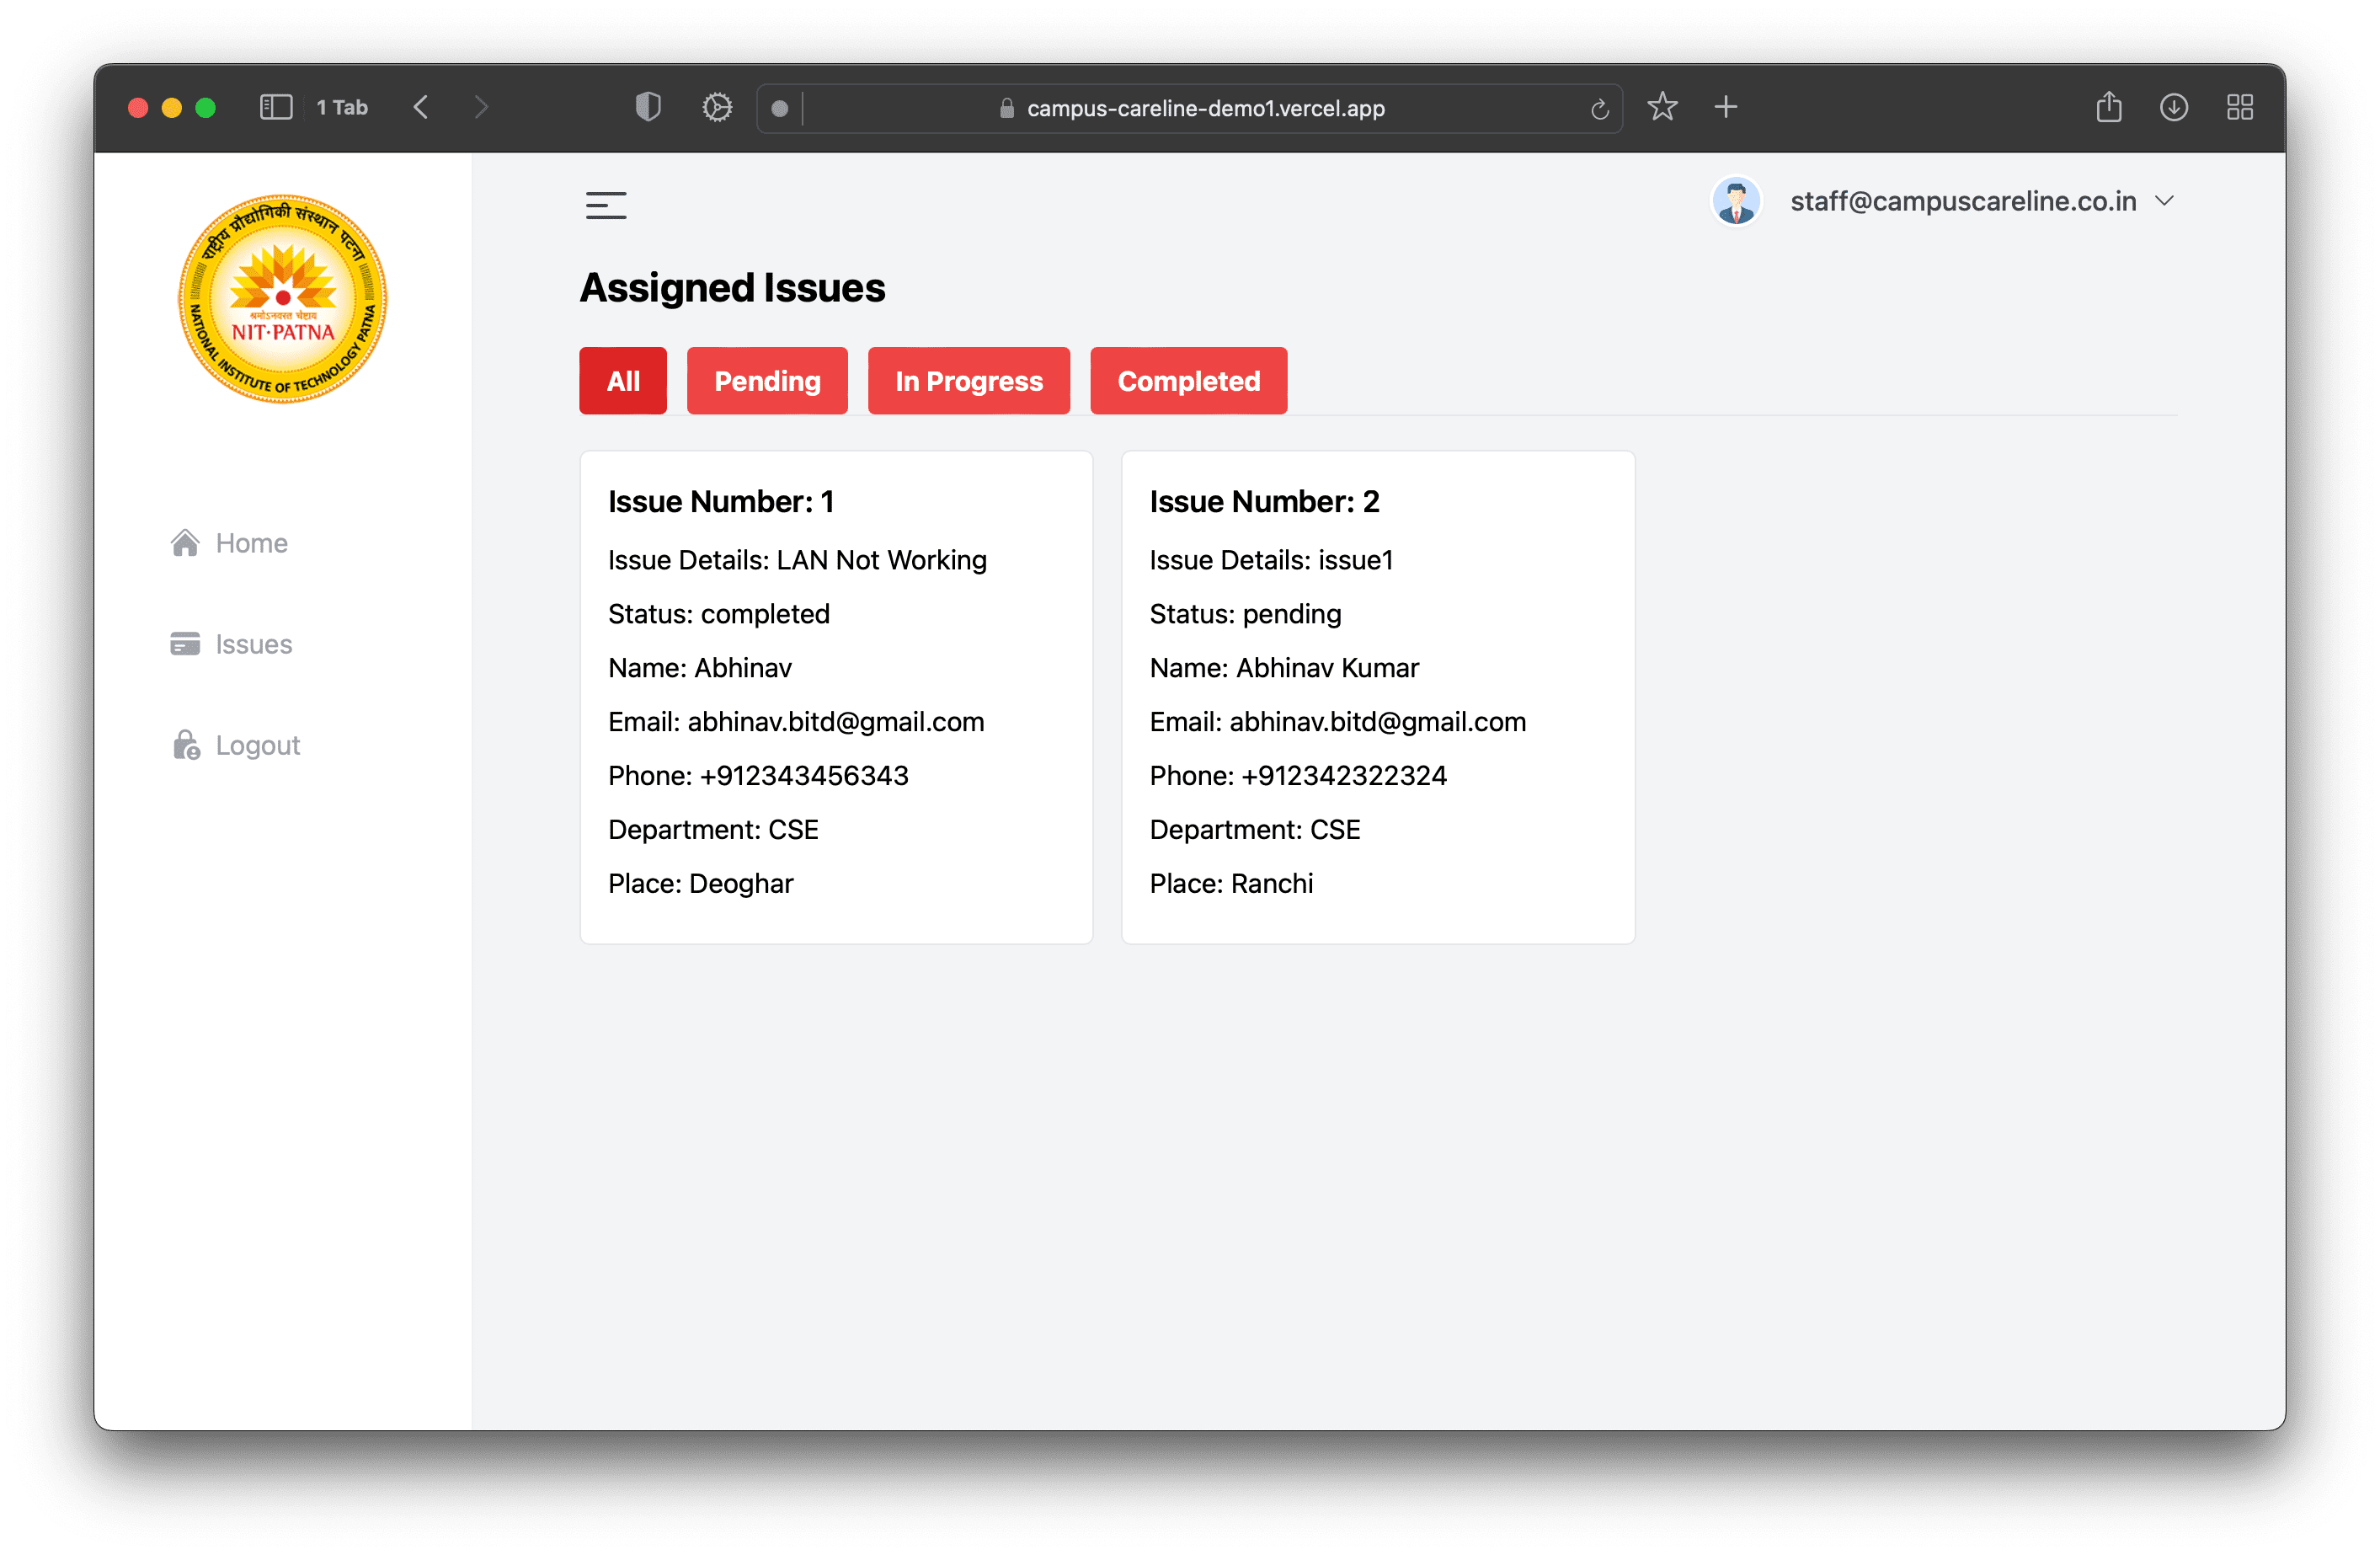 1 Tab
campus-careline-demo1.vercel.app
राष्ट्रीय प्रौद्योगिकी संस्थान पटना
श्रमोऽनवरत चेष्टाय
NIT·PATNA
NATIONAL INSTITUTE OF TECHNOLOGY PATNA
Home
Issues
Logout
staff@campuscareline.co.in
Assigned Issues
All
Pending
In Progress
Completed
Issue Number: 1
Issue Details: LAN Not Working
Status: completed
Name: Abhinav
Email: abhinav.bitd@gmail.com
Phone: +912343456343
Department: CSE
Place: Deoghar
Issue Number: 2
Issue Details: issue1
Status: pending
Name: Abhinav Kumar
Email: abhinav.bitd@gmail.com
Phone: +912342322324
Department: CSE
Place: Ranchi